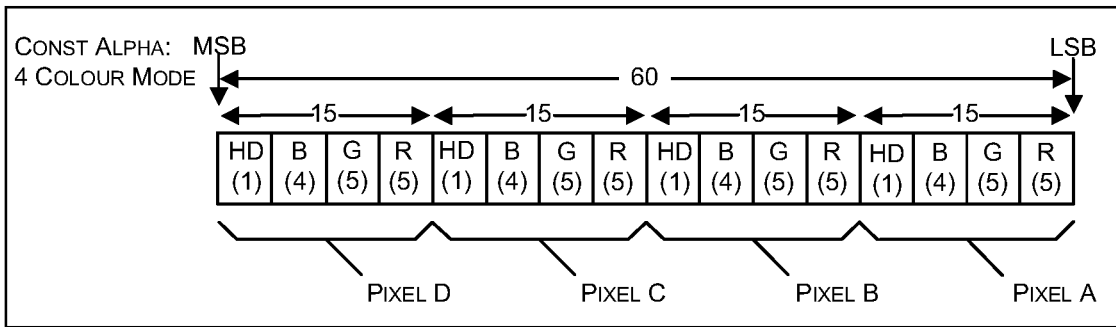 CONST ALPHA: MSB LSB
4 COLOUR MODE 60
15 15 15 15
HD B G R HD B G R HD B G R HD B G R
(1) (4) (5) (5) (1) (4) (5) (5) (1) (4) (5) (5) (1) (4) (5) (5)
PIXEL D PIXEL C PIXEL B PIXEL A